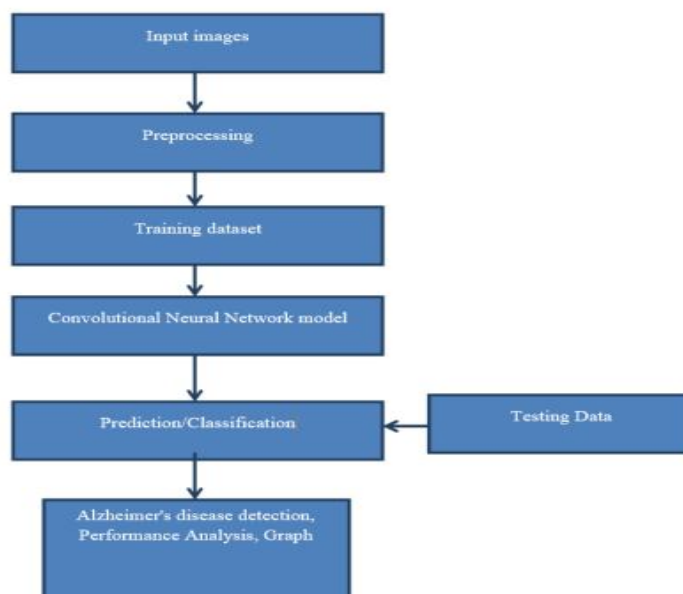 Input images
Preprocessing
Training dataset
Convolutional Neural Network model
Prediction/Classification
Testing Data
Alzheimer's disease detection,
Performance Analysis, Graph